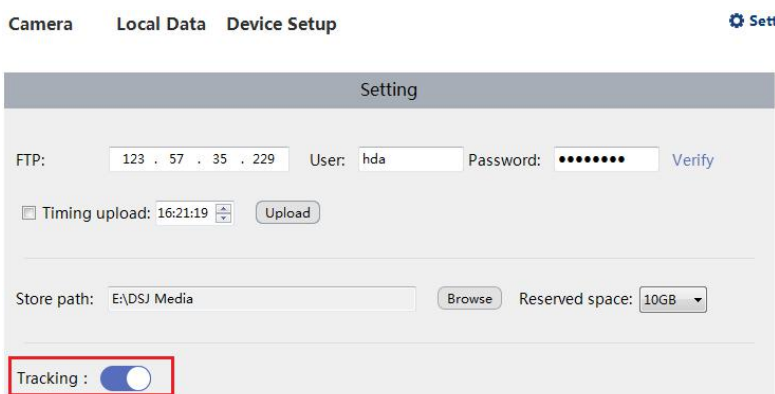 Camera Local Data Device Setup Sett
Setting
FTP: 123 . 57 . 35 . 229 User: hda Password: •••••••• Verify
Timing upload: 16:21:19 Upload
Store path: E:\DSJ Media Browse Reserved space: 10GB
Tracking :